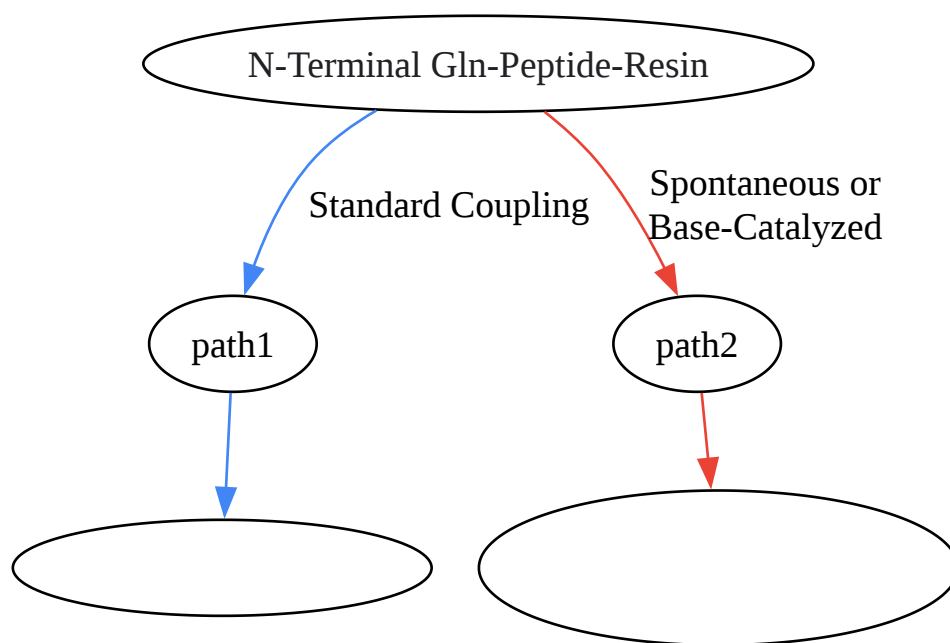 N-Terminal Gln-Peptide-Resin
Standard Coupling
Spontaneous or
Base-Catalyzed
path1
path2